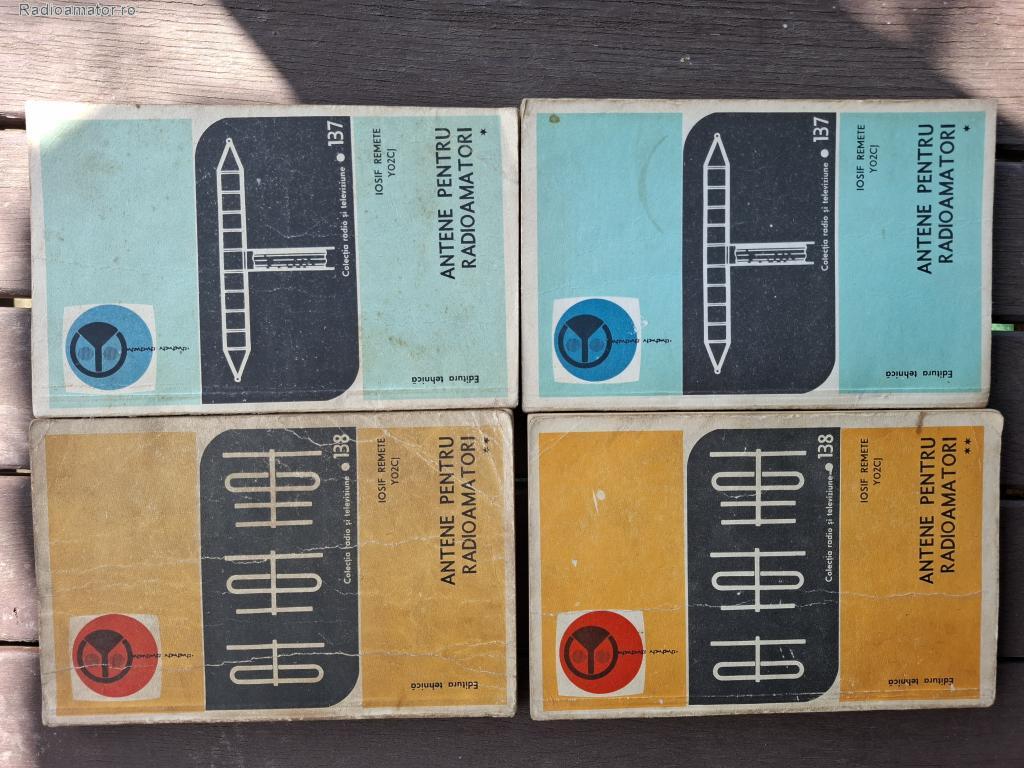 Radioamator.ro
IOSIF REMETE
YO2CJ
ANTENE PENTRU
RADIOAMATORI
*
Colecția radio și televiziune • 137
Editura tehnică
IOSIF REMETE
YO2CJ
ANTENE PENTRU
RADIOAMATORI
*
Colecția radio și televiziune • 137
Editura tehnică
IOSIF REMETE
YO2CJ
ANTENE PENTRU
RADIOAMATORI
**
Colecția radio și televiziune • 138
Editura tehnică
IOSIF REMETE
YO2CJ
ANTENE PENTRU
RADIOAMATORI
**
Colecția radio și televiziune • 138
Editura tehnică